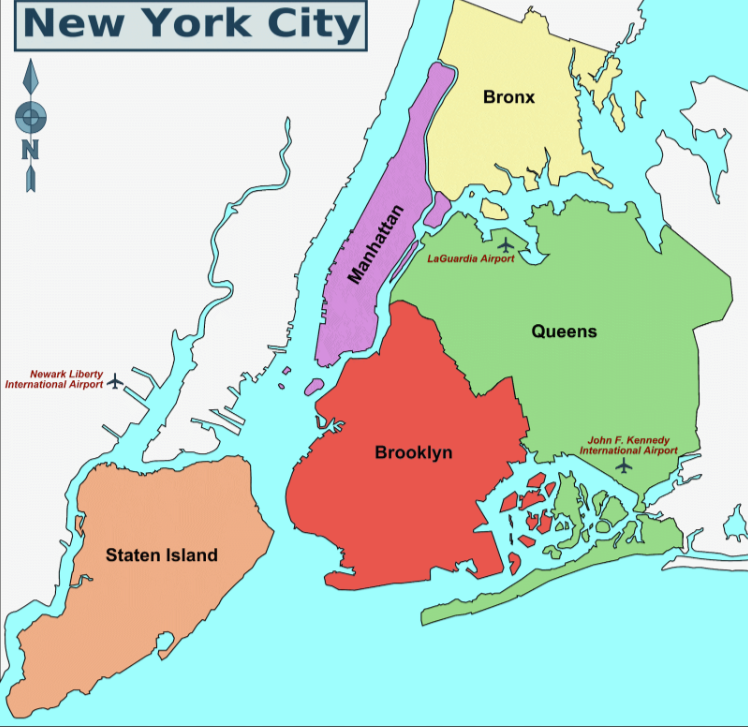 New York City
N
Bronx
Manhattan
LaGuardia Airport
Queens
Newark Liberty
International Airport
John F. Kennedy
International Airport
Brooklyn
Staten Island